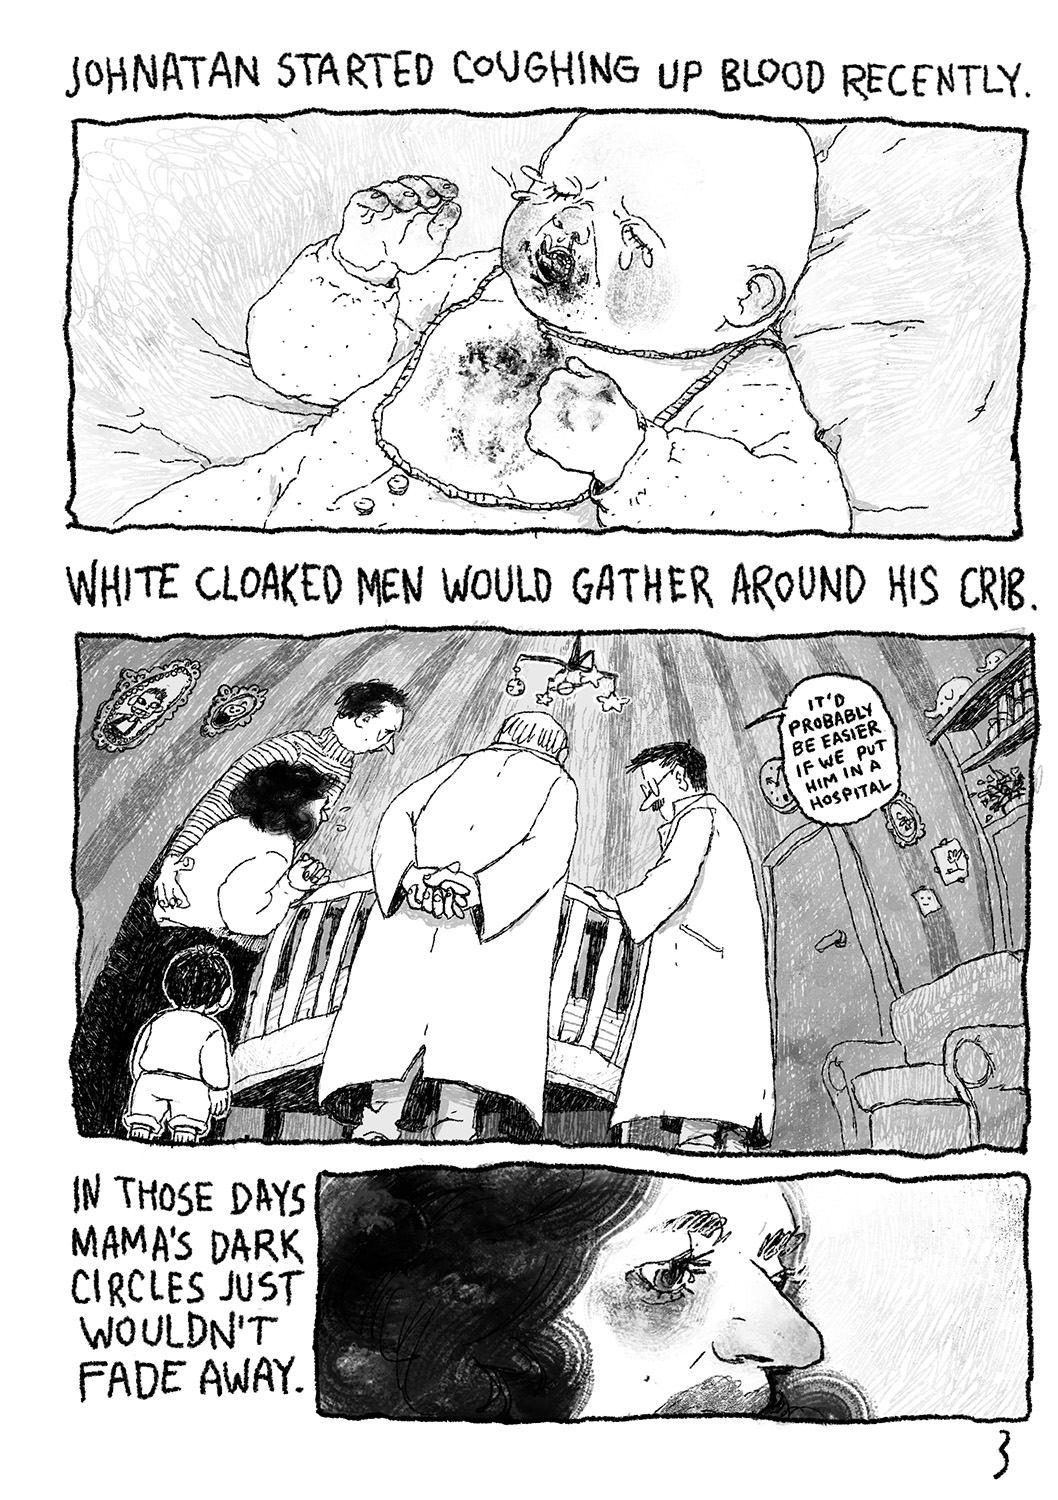 JOHNATAN STARTED COUGHING UP BLOOD RECENTLY.
WHITE CLOAKED MEN WOULD GATHER AROUND HIS CRIB.
IT'D
PROBABLY
BE EASIER
IF WE PUT
HIM IN A
HOSPITAL
IN THOSE DAYS
MAMA'S DARK
CIRCLES JUST
WOULDN'T
FADE AWAY.
3